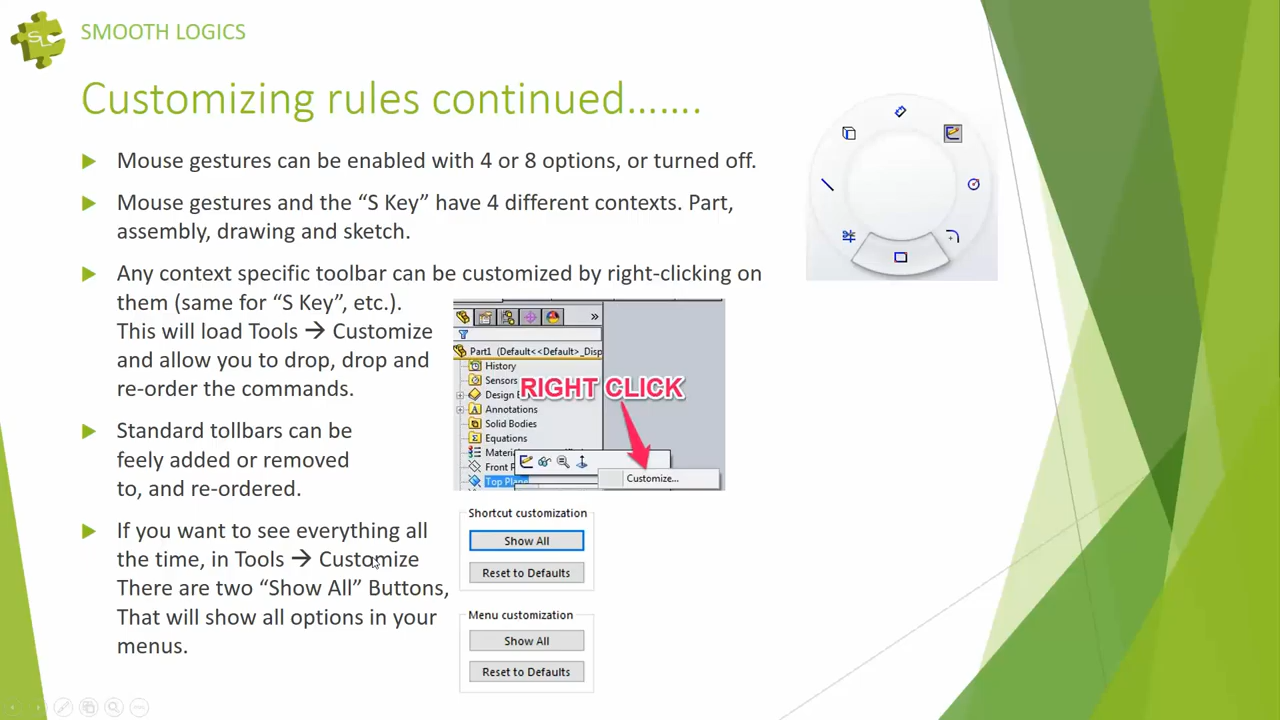 SL
SMOOTH LOGICS
Customizing rules continued…….
Mouse gestures can be enabled with 4 or 8 options, or turned off.
Mouse gestures and the “S Key” have 4 different contexts. Part,
assembly, drawing and sketch.
Any context specific toolbar can be customized by right-clicking on
them (same for “S Key”, etc.).
This will load Tools → Customize
and allow you to drop, drop and
re-order the commands.
Standard tollbars can be
feely added or removed
to, and re-ordered.
If you want to see everything all
the time, in Tools → Customize
There are two “Show All” Buttons,
That will show all options in your
menus.
»
Part1 (Default<<Default>_Disp
History
Sensors
Design
Annotations
Solid Bodies
Equations
Front
Top Plane
RIGHT CLICK
Customize...
Shortcut customization
Show All
Reset to Defaults
Menu customization
Show All
Reset to Defaults